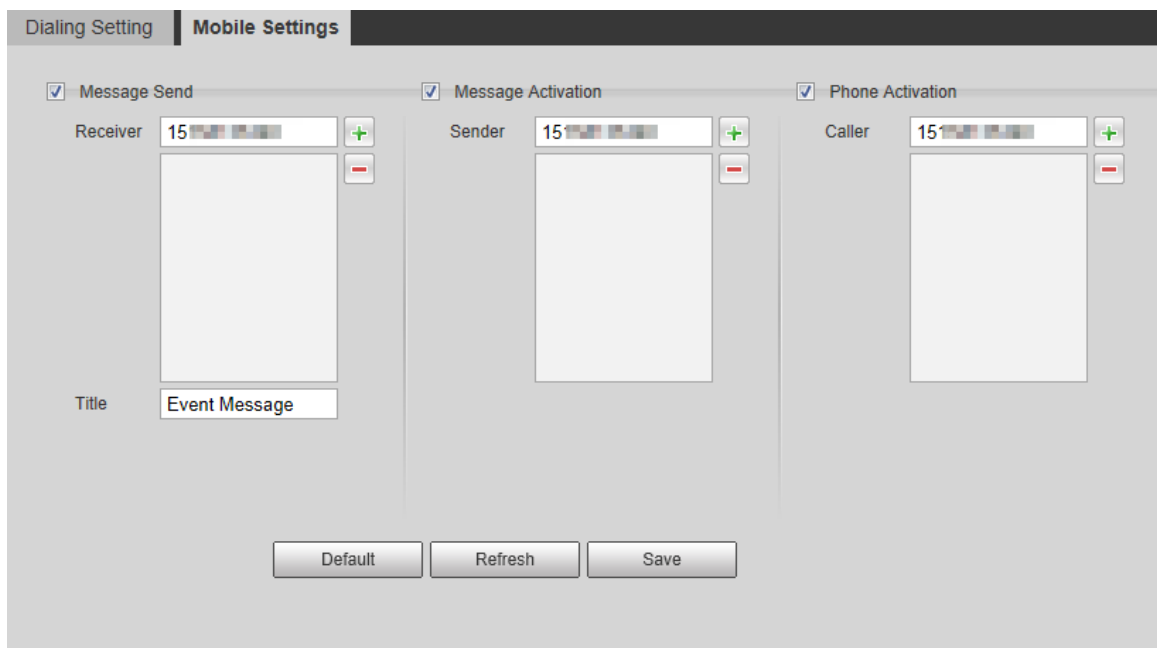 Dialing Setting Mobile Settings
Message Send Message Activation Phone Activation
Receiver Sender Caller
Title Event Message
Default Refresh Save